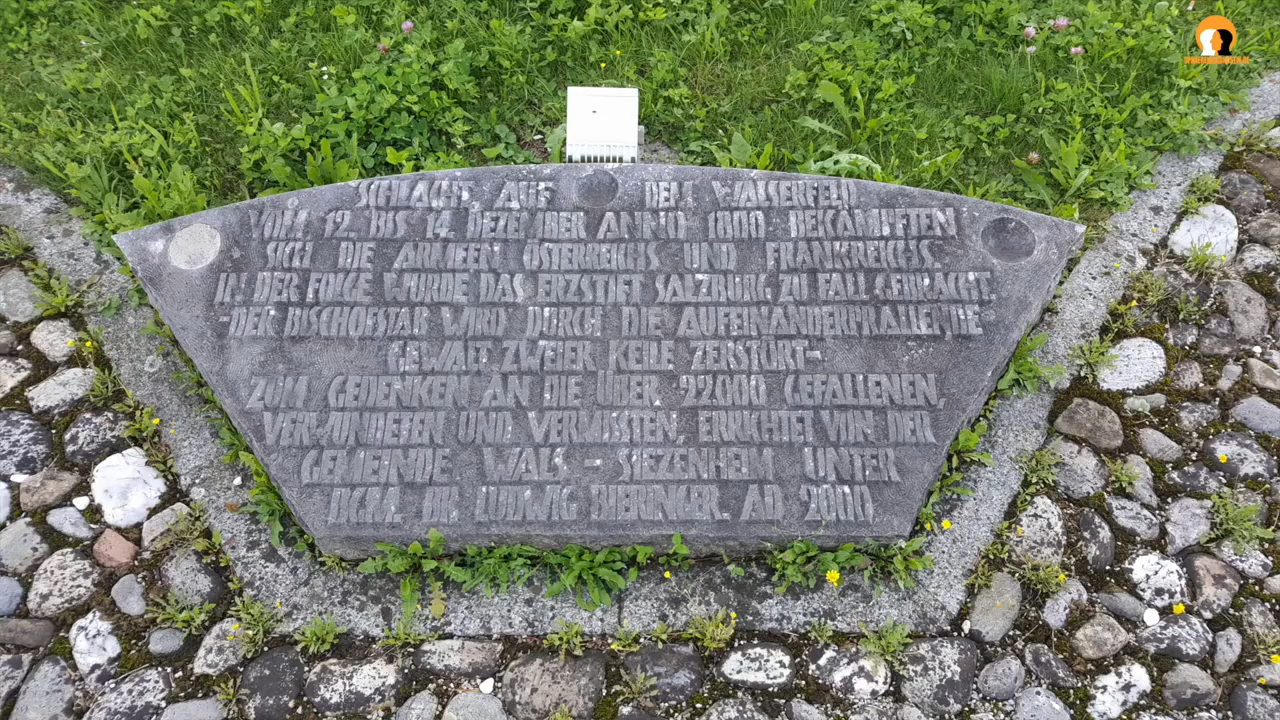 SCHLACHT AUF DEM WALSERFELD
VOM 12. BIS 14. DEZEMBER ANNO 1800 BEKÄMPFTEN
SICH DIE ARMEEN ÖSTERREICHS UND FRANKREICHS.
IN DER FOLGE WURDE DAS ERZSTIFT SALZBURG ZU FALL GEBRACHT.
"DER BISCHOFSTAB WIRD DURCH DIE AUFEINANDERPRALLENDE
GEWALT ZWEIER KEILE ZERSTÖRT"
ZUM GEDENKEN AN DIE ÜBER 22.000 GEFALLENEN,
VERWUNDETEN UND VERMISSTEN, ERRICHTET VON DER
GEMEINDE WALS - SIEZENHEIM UNTER
BGM. DR. LUDWIG BIERINGER. AD 2000